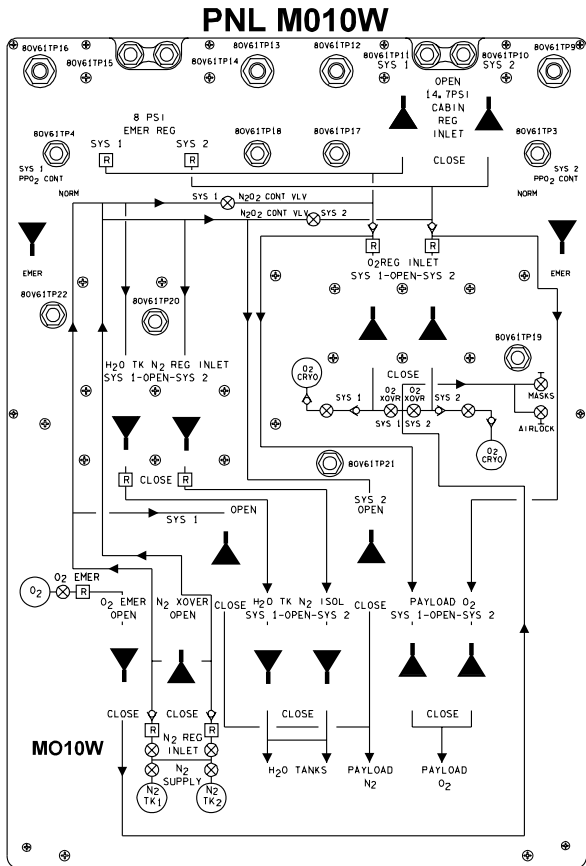 PNL M010W
80V61TP16
80V61TP15
80V61TP13
80V61TP14
80V61TP12
80V61TP11
SYS 1
80V61TP10
SYS 2
80V61TP9
OPEN
14.7PSI
CABIN
REG
INLET
CLOSE
8 PSI
EMER REG
SYS 1
SYS 2
R
R
80V61TP4
SYS 1
PPO2 CONT
NORM
EMER
80V61TP18
80V61TP17
80V61TP3
SYS 2
PPO2 CONT
NORM
EMER
SYS 1
N2O2 CONT VLV
N2O2 CONT VLV
SYS 2
R
R
O2REG INLET
SYS 1-OPEN-SYS 2
80V61TP22
80V61TP20
80V61TP19
H2O TK N2 REG INLET
SYS 1-OPEN-SYS 2
CLOSE
O2
CRYO
SYS 1
O2
XOVR
O2
XOVR
SYS 2
SYS 1
SYS 2
MASKS
AIRLOCK
O2
CRYO
80V61TP21
R
CLOSE
R
SYS 1
OPEN
SYS 2
OPEN
O2
O2 EMER
R
O2 EMER
OPEN
N2 XOVER
OPEN
CLOSE
H2O TK N2 ISOL
SYS 1-OPEN-SYS 2
CLOSE
PAYLOAD O2
SYS 1-OPEN-SYS 2
CLOSE
CLOSE
CLOSE
CLOSE
R
R
MO10W
N2 REG
INLET
N2
SUPPLY
N2
TK1
N2
TK2
H2O TANKS
PAYLOAD
N2
PAYLOAD
O2